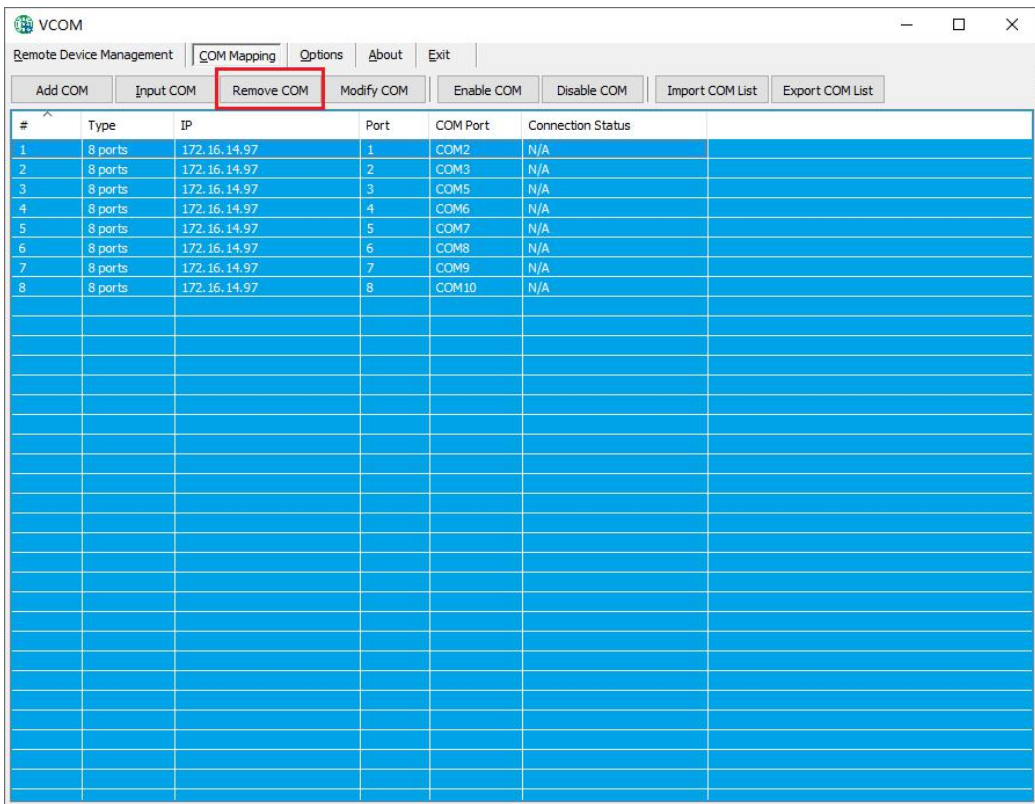 VCOM
Remote Device Management COM Mapping Options About Exit
Add COM Input COM Remove COM Modify COM Enable COM Disable COM Import COM List Export COM List
# Type IP Port COM Port Connection Status
1 8 ports 172.16.14.97 1 COM2 N/A
2 8 ports 172.16.14.97 2 COM3 N/A
3 8 ports 172.16.14.97 3 COM5 N/A
4 8 ports 172.16.14.97 4 COM6 N/A
5 8 ports 172.16.14.97 5 COM7 N/A
6 8 ports 172.16.14.97 6 COM8 N/A
7 8 ports 172.16.14.97 7 COM9 N/A
8 8 ports 172.16.14.97 8 COM10 N/A